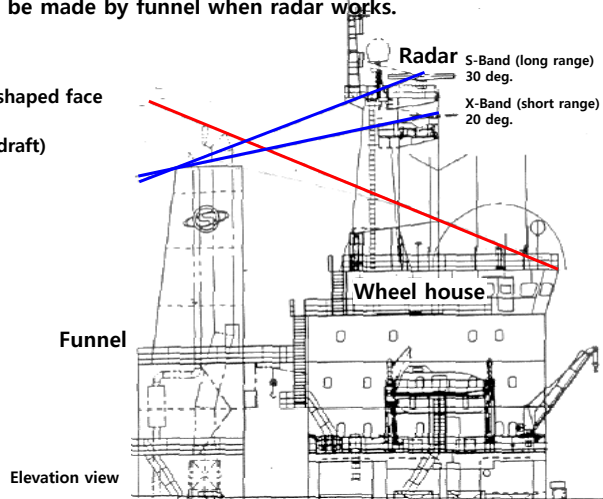 be made by funnel when radar works.
Radar
S-Band (long range)
30 deg.
shaped face
X-Band (short range)
20 deg.
draft)
Wheel house
Funnel
Elevation view